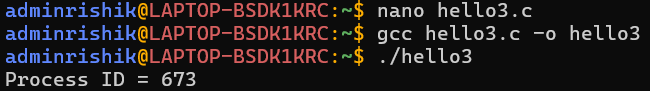 adminrishik@LAPTOP-BSDK1KRC:~$ nano hello3.c
adminrishik@LAPTOP-BSDK1KRC:~$ gcc hello3.c -o hello3
adminrishik@LAPTOP-BSDK1KRC:~$ ./hello3
Process ID = 673